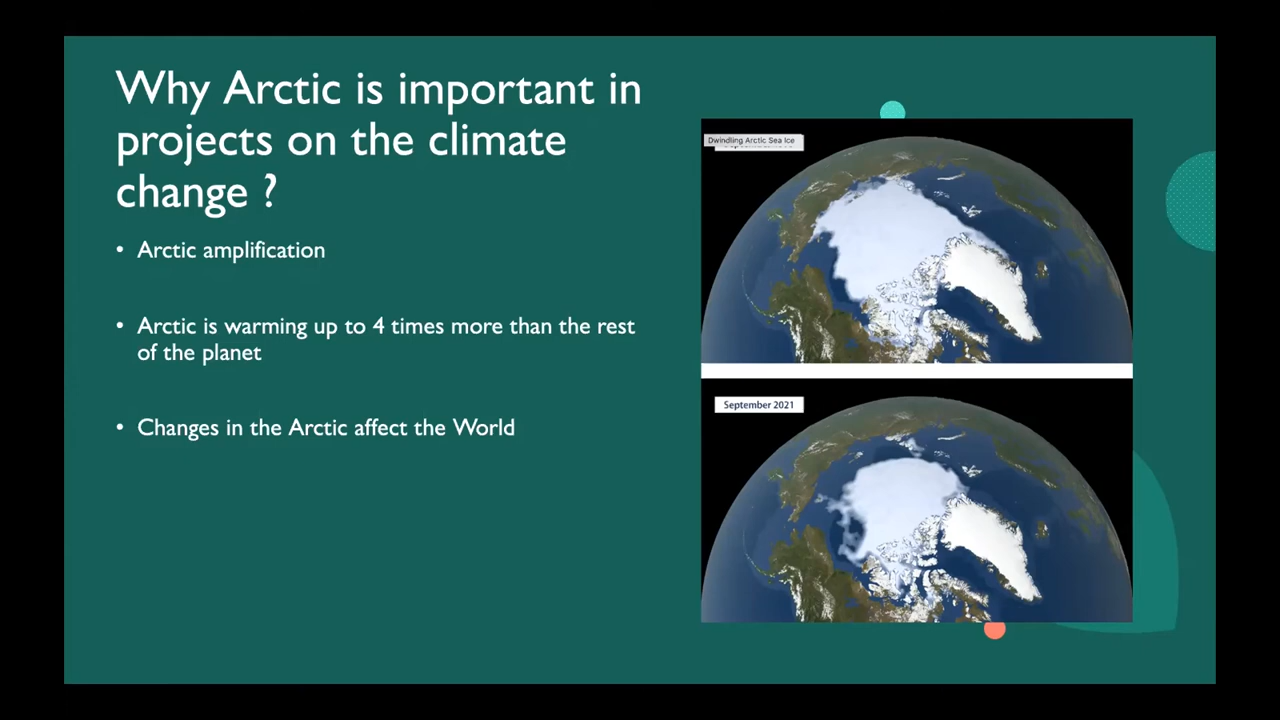 Why Arctic is important in
projects on the climate
change ?
• Arctic amplification
• Arctic is warming up to 4 times more than the rest
of the planet
• Changes in the Arctic affect the World
Dwindling Arctic Sea Ice
September 2021